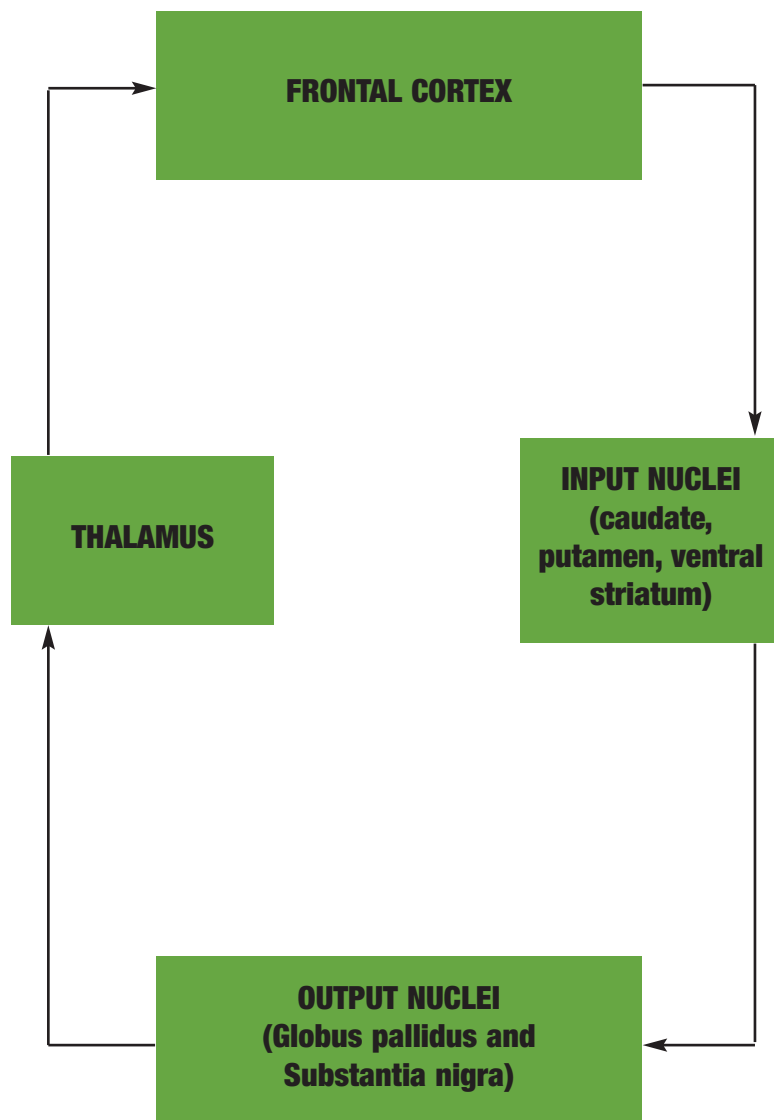 FRONTAL CORTEX
INPUT NUCLEI
(caudate,
putamen, ventral
striatum)
THALAMUS
OUTPUT NUCLEI
(Globus pallidus and
Substantia nigra)